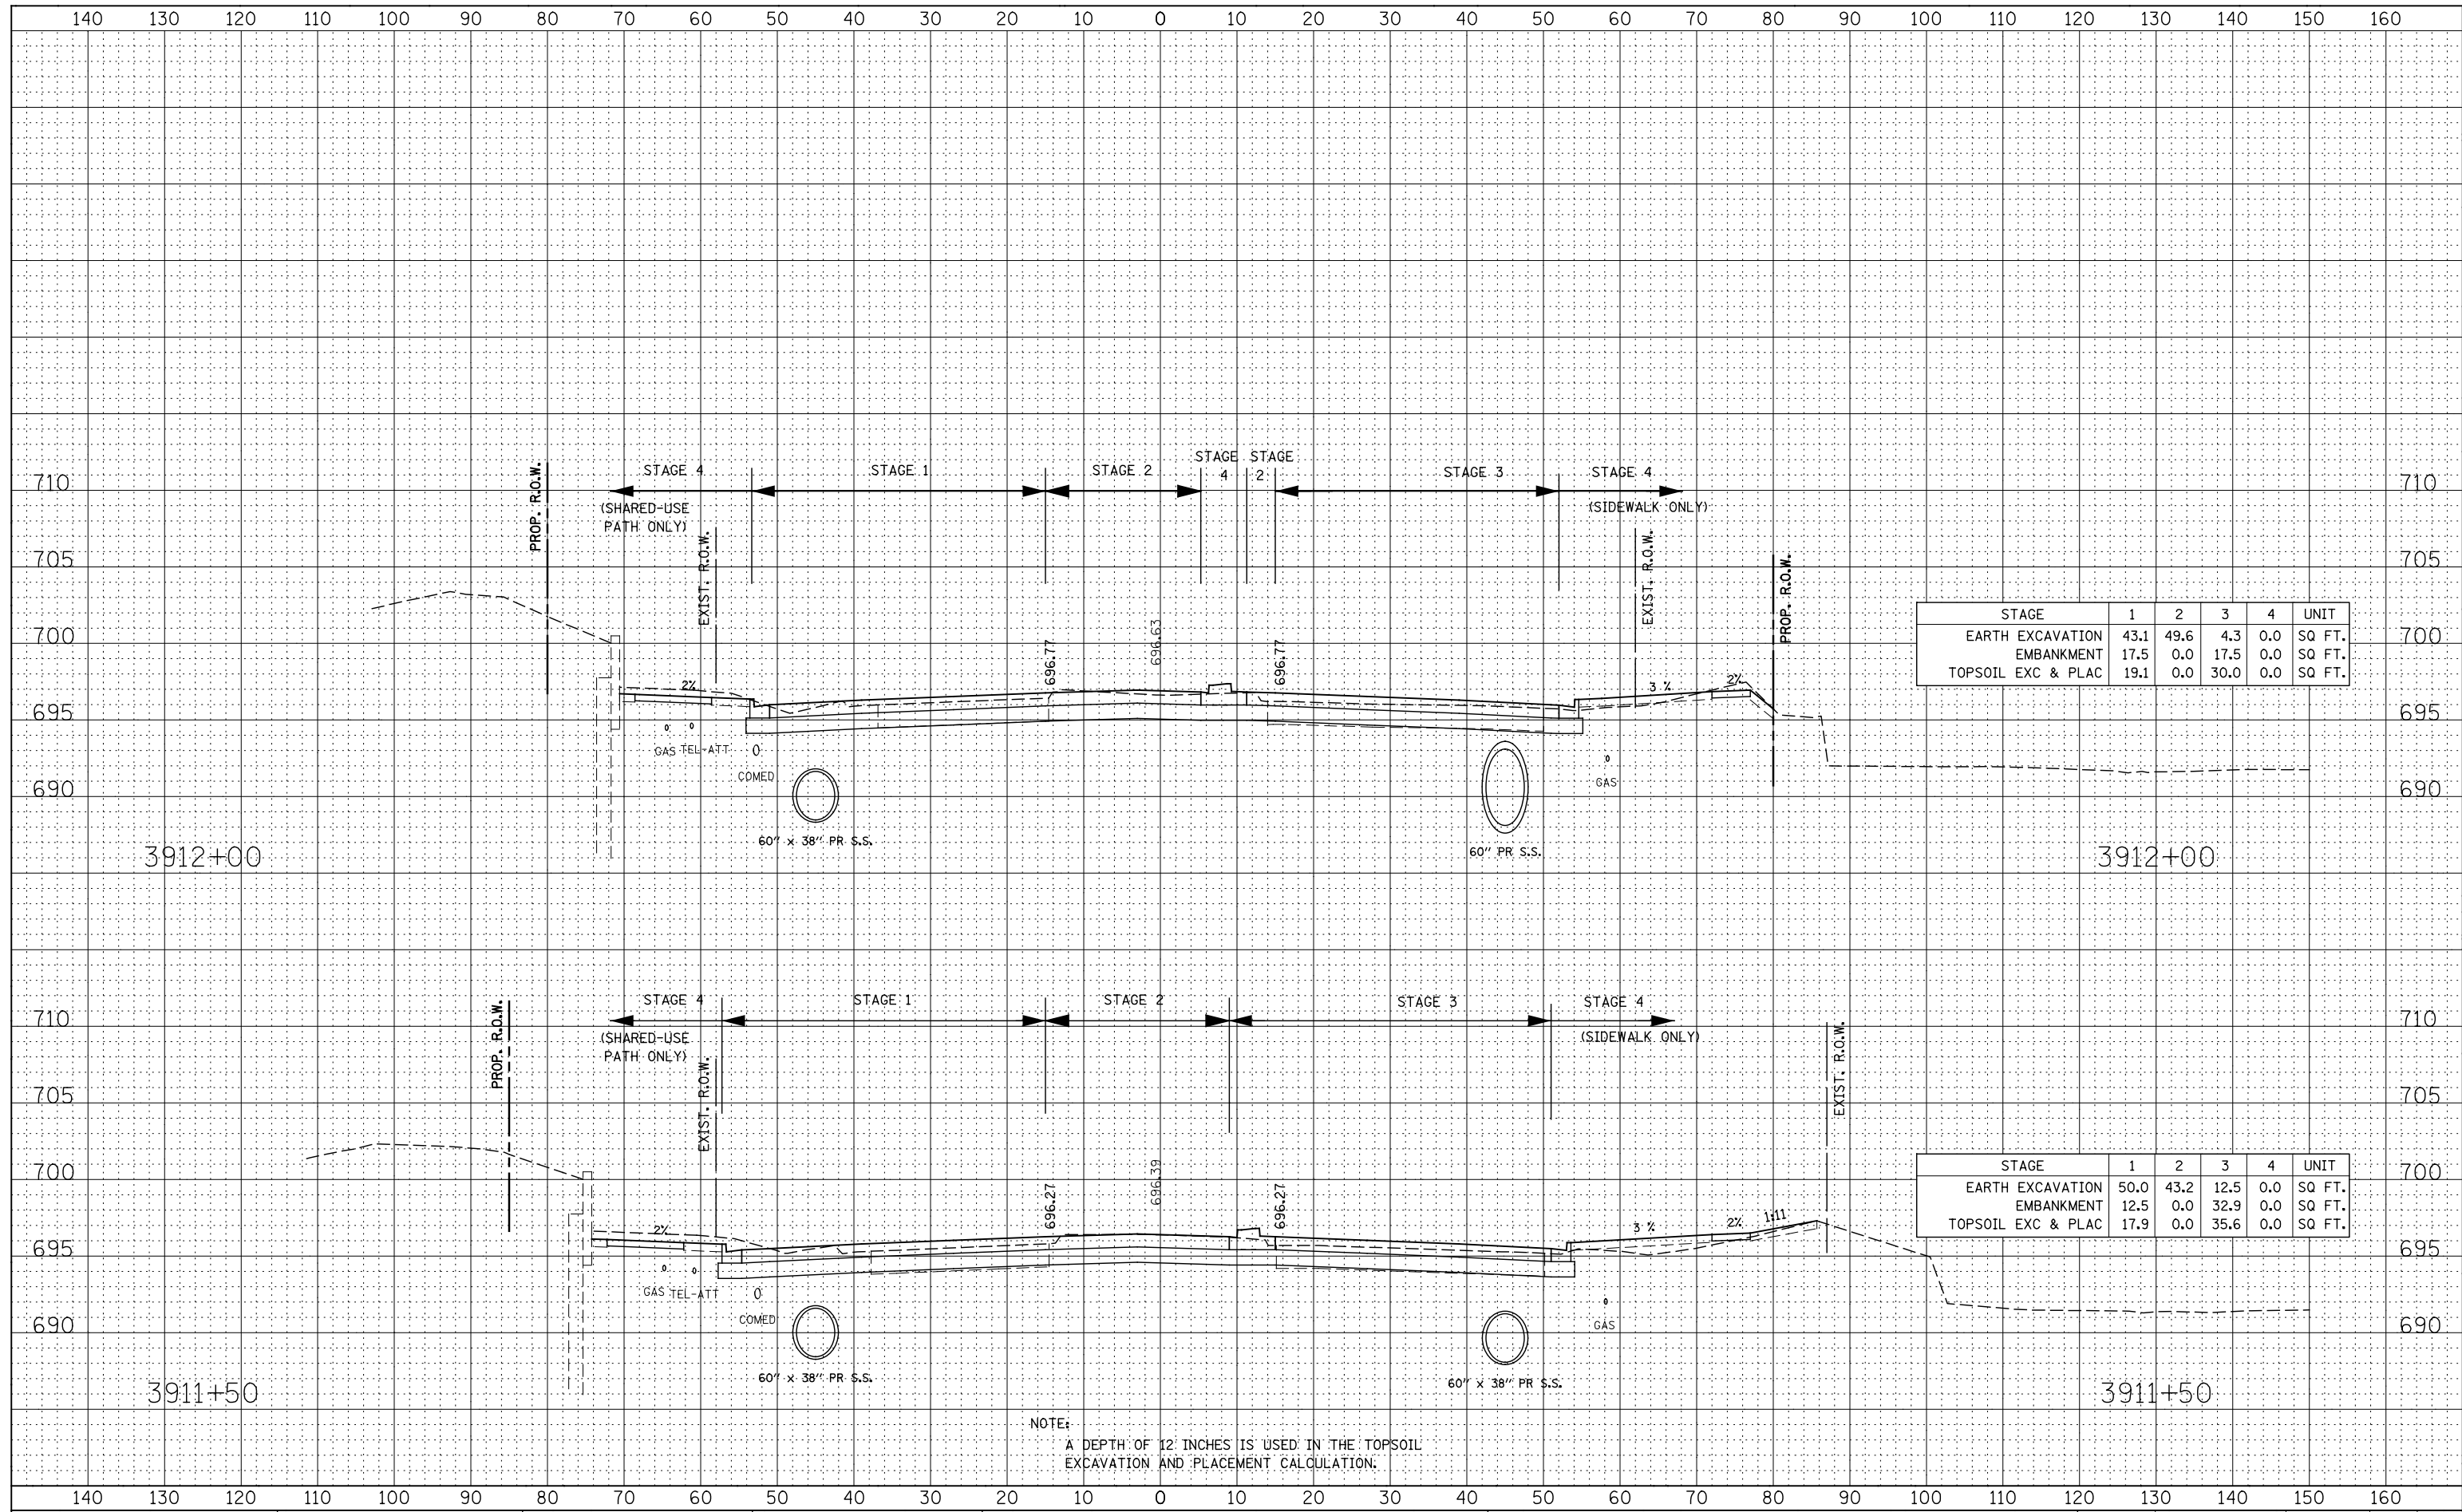 140 130 120 110 100 90 80 70 60 50 40 30 20 10 0 10 20 30 40 50 60 70 80 90 100 110 120 130 140 150 160
STAGE STAGE
STAGE 4 STAGE 1 STAGE 2 4 2 STAGE 3 STAGE 4
710 710
(SHARED-USE
PATH ONLY)
(SIDEWALK ONLY)
PROP. R.O.W.
EXIST. R.O.W.
EXIST. R.O.W.
PROP. R.O.W.
705 705
STAGE 1 2 3 4 UNIT
EARTH EXCAVATION 43.1 49.6 4.3 0.0 SQ FT.
EMBANKMENT 17.5 0.0 17.5 0.0 SQ FT.
TOPSOIL EXC & PLAC 19.1 0.0 30.0 0.0 SQ FT.
700 700
696.77
696.63
696.77
2%
3 %
2%
695 695
GAS TEL-ATT
COMED
GAS
690 690
60" x 38" PR S.S.
60" PR S.S.
3912+00 3912+00
STAGE 4 STAGE 1 STAGE 2 STAGE 3 STAGE 4
710 710
(SHARED-USE
PATH ONLY)
(SIDEWALK ONLY)
PROP. R.O.W.
EXIST. R.O.W.
EXIST. R.O.W.
705 705
STAGE 1 2 3 4 UNIT
EARTH EXCAVATION 50.0 43.2 12.5 0.0 SQ FT.
EMBANKMENT 12.5 0.0 32.9 0.0 SQ FT.
TOPSOIL EXC & PLAC 17.9 0.0 35.6 0.0 SQ FT.
700 700
696.27
696.39
696.27
2%
3 %
2%
1:11
695 695
GAS TEL-ATT
COMED
GAS
690 690
60" x 38" PR S.S.
60" x 38" PR S.S.
3911+50 3911+50
NOTE:
A DEPTH OF 12 INCHES IS USED IN THE TOPSOIL
EXCAVATION AND PLACEMENT CALCULATION.
140 130 120 110 100 90 80 70 60 50 40 30 20 10 0 10 20 30 40 50 60 70 80 90 100 110 120 130 140 150 160